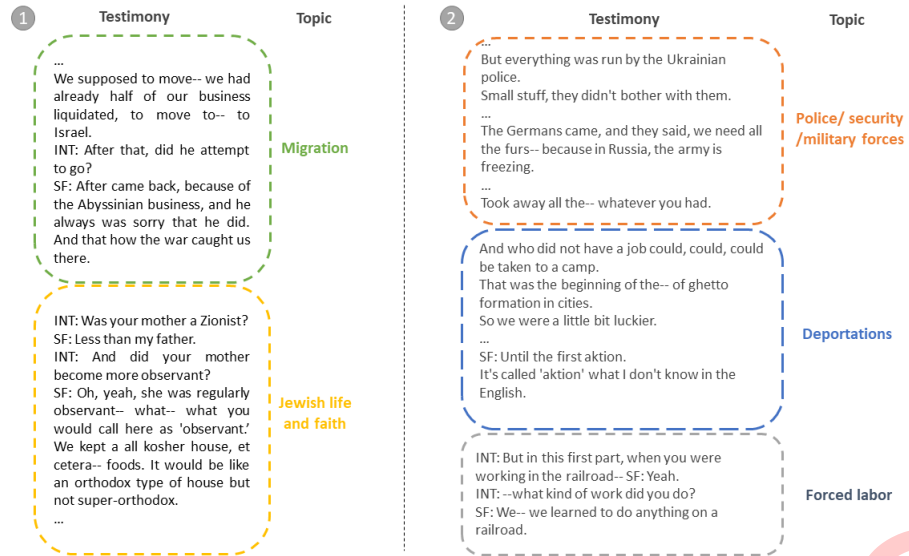 1
Testimony
Topic
…
We supposed to move-- we had
already half of our business
liquidated, to move to-- to
Israel.
INT: After that, did he attempt
to go?
SF: After came back, because of
the Abyssinian business, and he
always was sorry that he did.
And that how the war caught us
there.
Migration
INT: Was your mother a Zionist?
SF: Less than my father.
INT: And did your mother
become more observant?
SF: Oh, yeah, she was regularly
observant-- what-- what you
would call here as 'observant.’
We kept a all kosher house, et
cetera-- foods. It would be like
an orthodox type of house but
not super-orthodox.
…
Jewish life
and faith
2
Testimony
Topic
…
But everything was run by the Ukrainian
police.
Small stuff, they didn't bother with them.
…
The Germans came, and they said, we need all
the furs-- because in Russia, the army is
freezing.
…
Took away all the-- whatever you had.
Police/ security
/military forces
And who did not have a job could, could, could
be taken to a camp.
That was the beginning of the-- of ghetto
formation in cities.
So we were a little bit luckier.
…
SF: Until the first aktion.
It's called 'aktion' what I don't know in the
English.
Deportations
INT: But in this first part, when you were
working in the railroad-- SF: Yeah.
INT: --what kind of work did you do?
SF: We-- we learned to do anything on a
railroad.
Forced labor